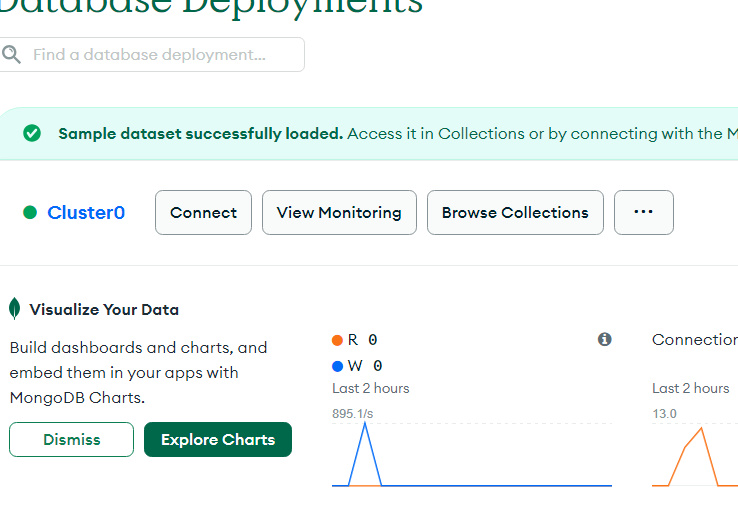 Database Deployments
Find a database deployment...
Sample dataset successfully loaded. Access it in Collections or by connecting with the M
Cluster0
Connect
View Monitoring
Browse Collections
...
Visualize Your Data
Build dashboards and charts, and
embed them in your apps with
MongoDB Charts.
Dismiss
Explore Charts
R 0
W 0
Last 2 hours
895.1/s
Connection
Last 2 hours
13.0